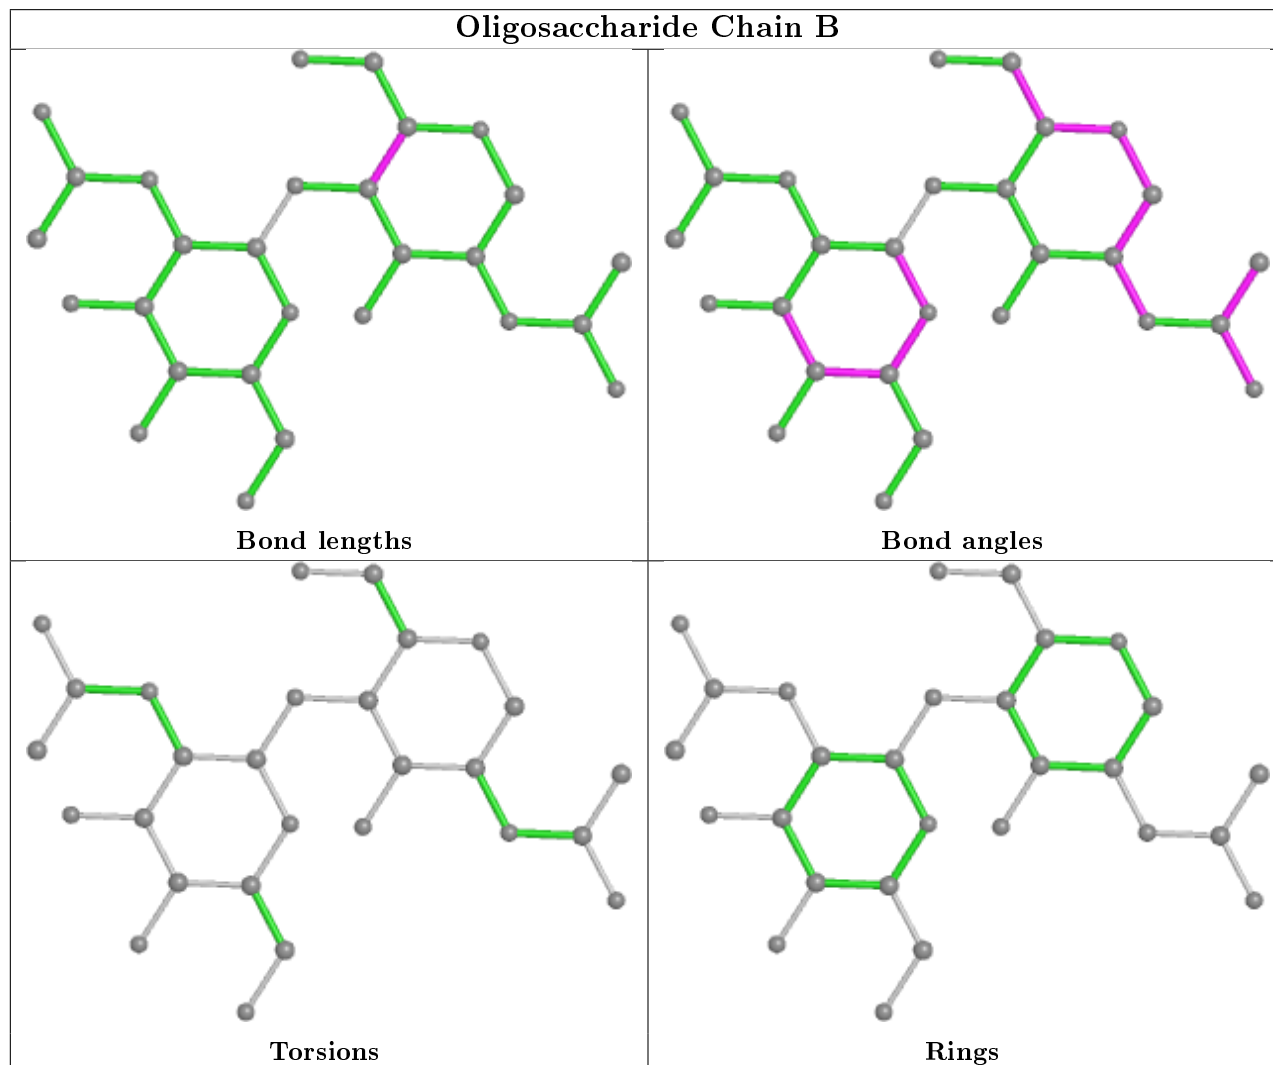 Oligosaccharide Chain B
Bond lengths
Bond angles
Torsions
Rings